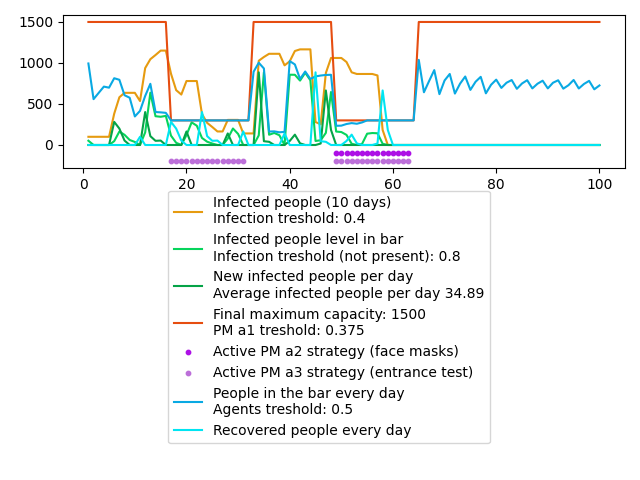 1500
1000
500
0
0 20 40 60 80 100
Infected people (10 days)
Infection treshold: 0.4
Infected people level in bar
Infection treshold (not present): 0.8
New infected people per day
Average infected people per day 34.89
Final maximum capacity: 1500
PM a1 treshold: 0.375
Active PM a2 strategy (face masks)
Active PM a3 strategy (entrance test)
People in the bar every day
Agents treshold: 0.5
Recovered people every day